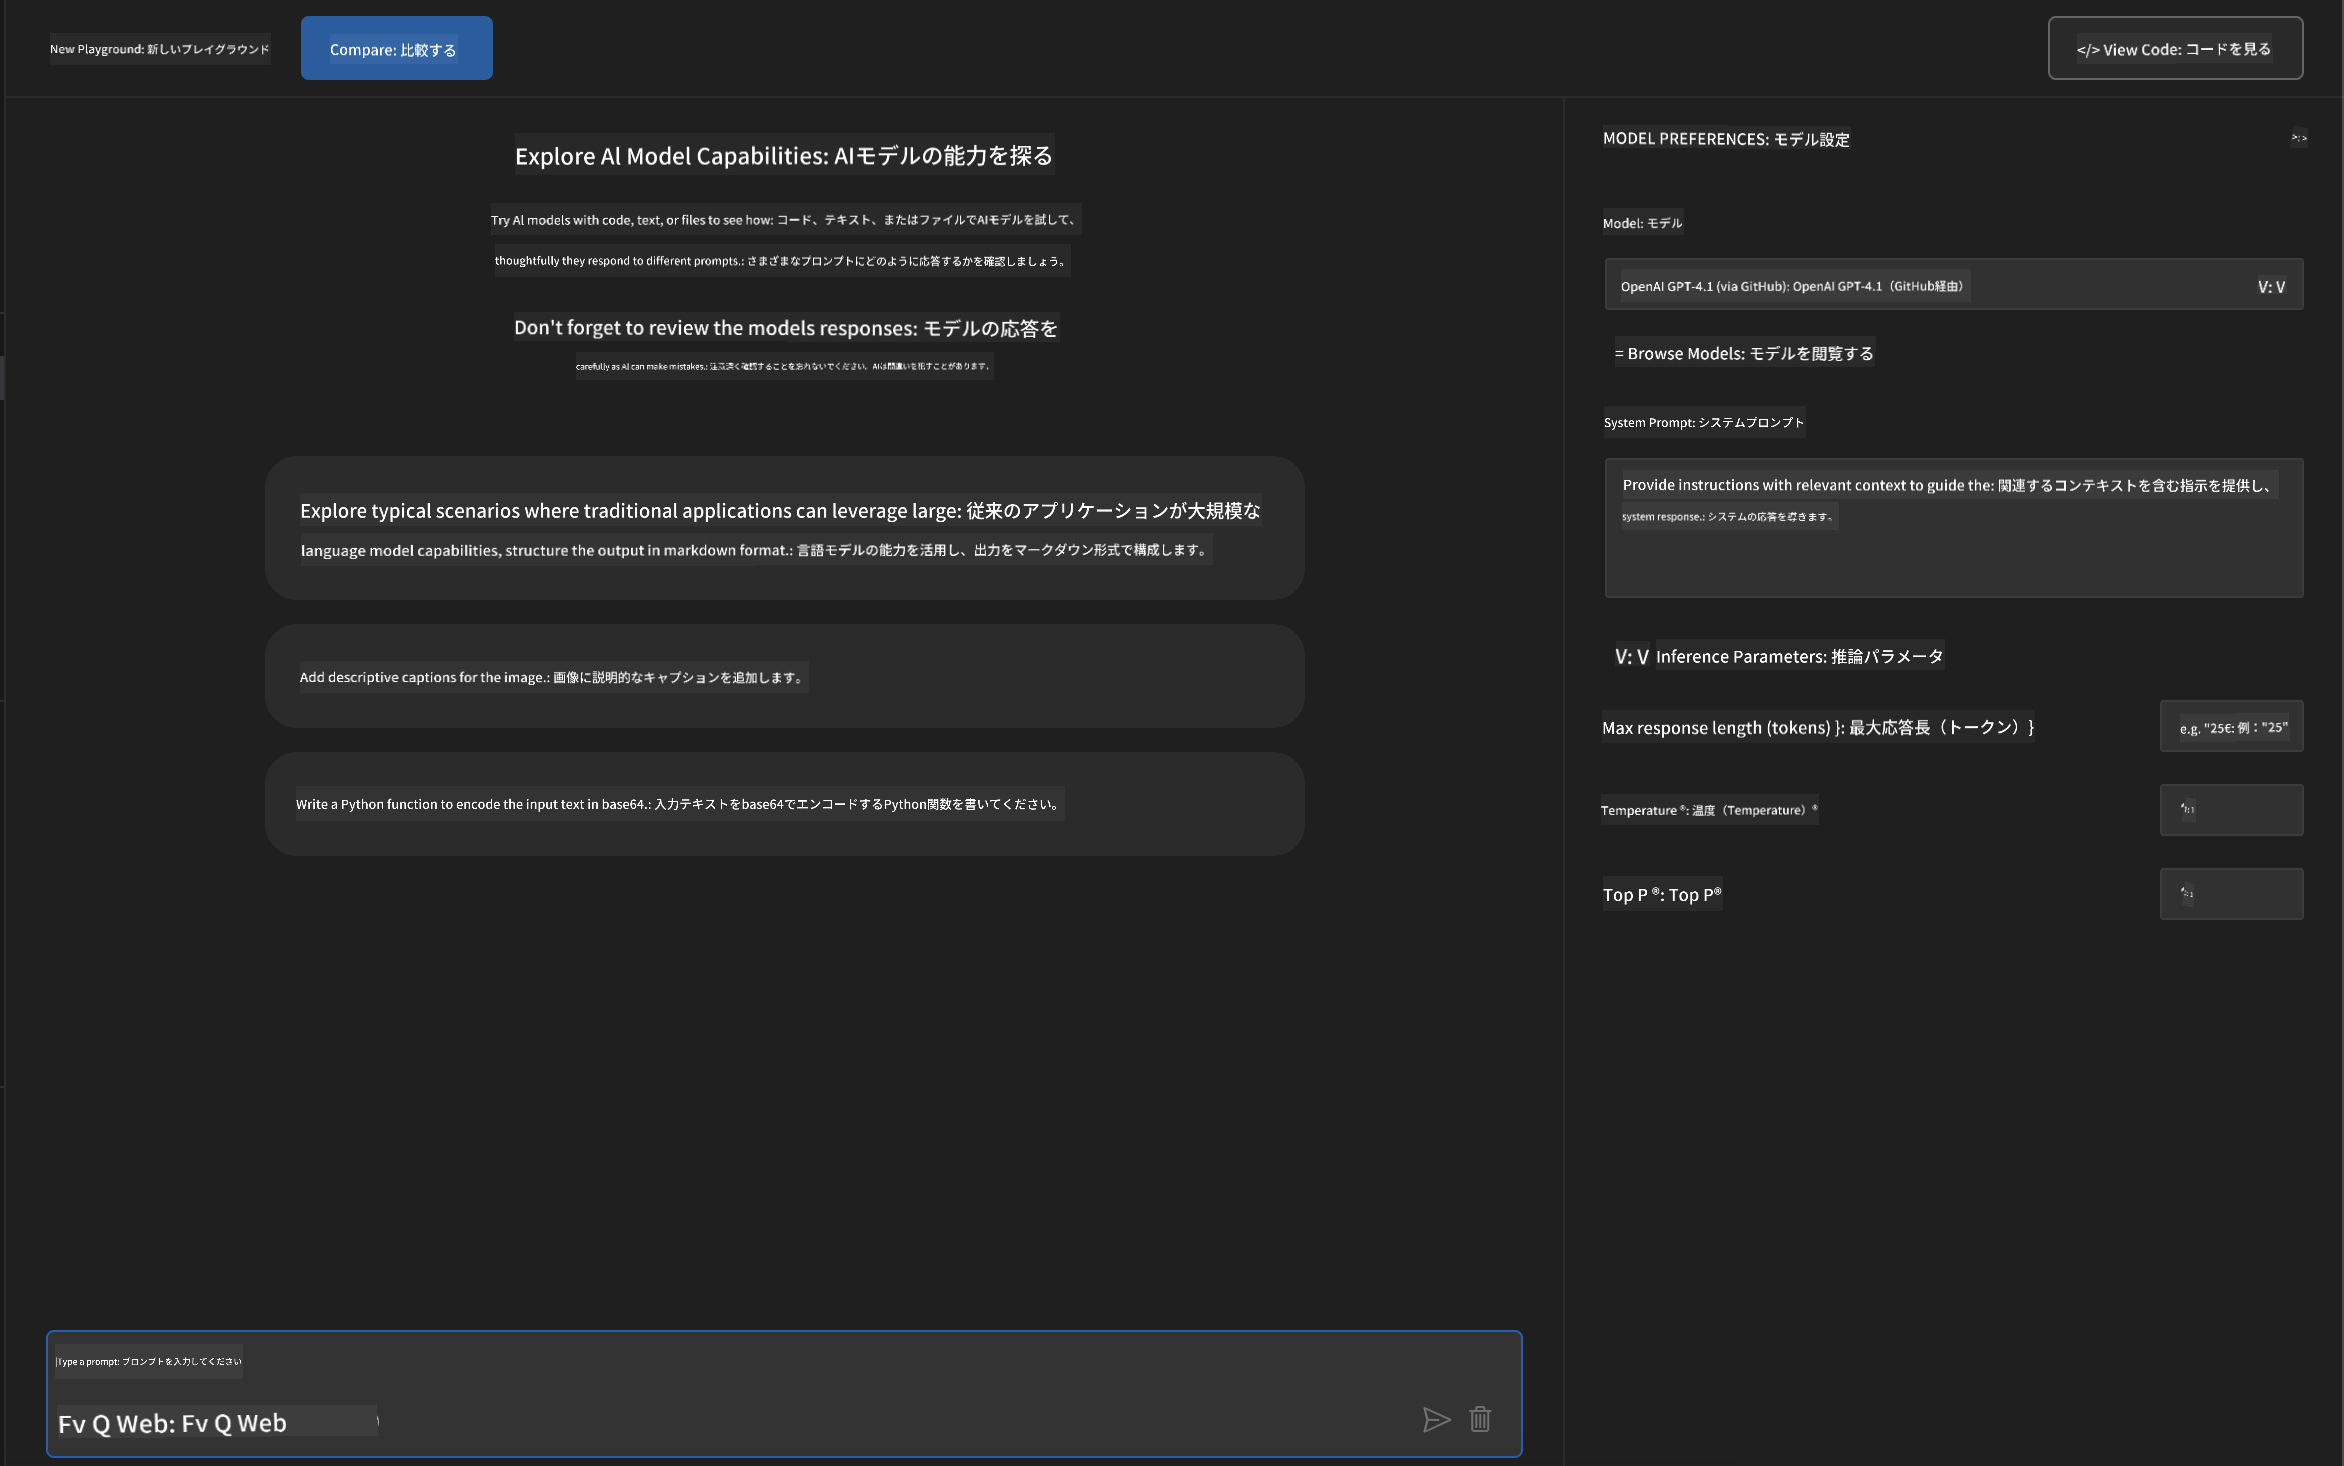 New Playground: 新しいプレイグラウンド
Compare: 比較する
</> View Code: コードを見る
Explore Al Model Capabilities: AIモデルの能力を探る
Try Al models with code, text, or files to see how: コード、テキスト、またはファイルでAIモデルを試して、
thoughtfully they respond to different prompts.: さまざまなプロンプトにどのように応答するかを確認しましょう。
Don't forget to review the models responses: モデルの応答を
carefully as Al can make mistakes.: 注意深く確認することを忘れないでください。AIは間違いを犯すことがあります。
Explore typical scenarios where traditional applications can leverage large: 従来のアプリケーションが大規模な
language model capabilities, structure the output in markdown format.: 言語モデルの能力を活用し、出力をマークダウン形式で構成します。
Add descriptive captions for the image.: 画像に説明的なキャプションを追加します。
Write a Python function to encode the input text in base64.: 入力テキストをbase64でエンコードするPython関数を書いてください。
|Type a prompt: プロンプトを入力してください
Fv Q Web: Fv Q Web
MODEL PREFERENCES: モデル設定
>: >
Model: モデル
OpenAI GPT-4.1 (via GitHub): OpenAI GPT-4.1（GitHub経由） V: V
= Browse Models: モデルを閲覧する
System Prompt: システムプロンプト
Provide instructions with relevant context to guide the: 関連するコンテキストを含む指示を提供し、
system response.: システムの応答を導きます。
V: V Inference Parameters: 推論パラメータ
Max response length (tokens) }: 最大応答長（トークン）}
e.g. "25€: 例："25"
Temperature ®: 温度（Temperature）®
Top P ®: Top P®